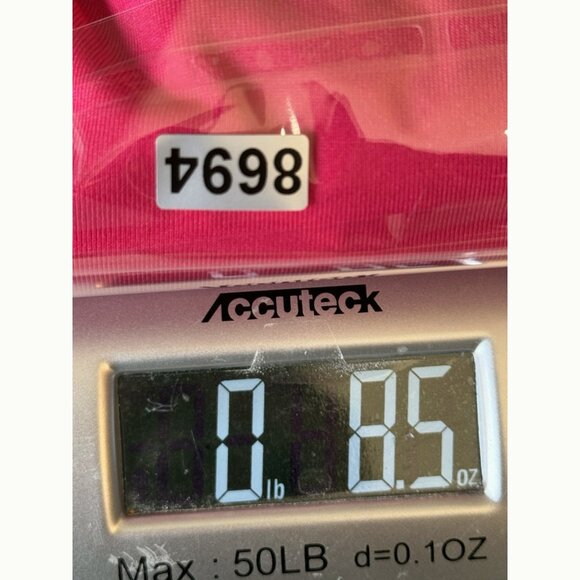 8694
Accuteck
0 lb 8.5 oz
Max : 50LB d=0.1OZ